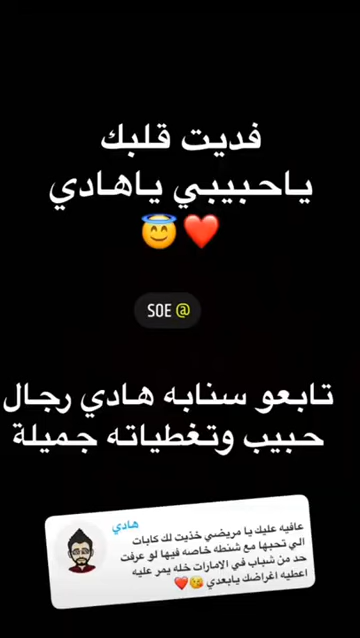 فديت قلبك
ياحبيبي ياهادي
😇❤️
SOE @
تابعو سنابه هادي رجال
حبيب وتغطياته جميلة
هادي
عافيه عليك يا مريضي خذيت لك كابات
الي تحبها مع شنطه خاصه فيها لو عرفت
حد من شباب في الامارات خله يمر عليه
اعطيه اغراضك يابعدي 😘❤️